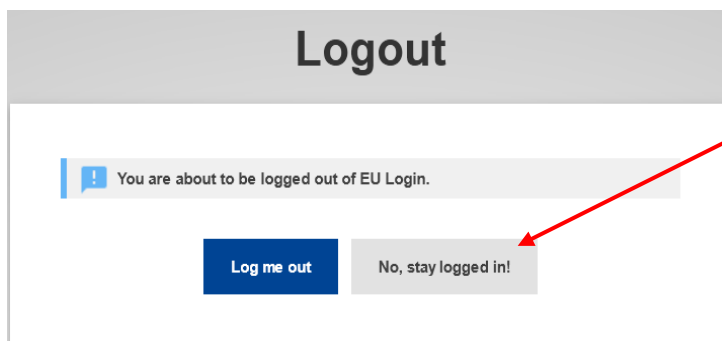 Logout
You are about to be logged out of EU Login.
Log me out
No, stay logged in!